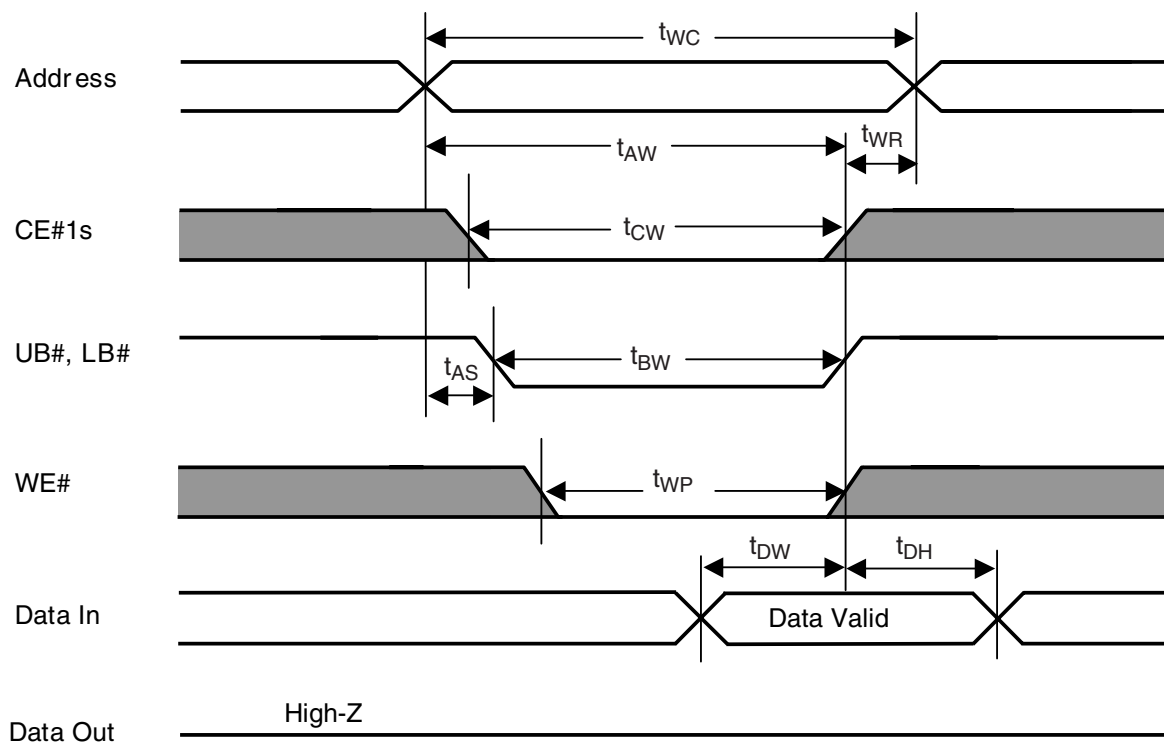 tWC
Address
tAW
tWR
CE#1s
tCW
UB#, LB#
tAS
tBW
WE#
tWP
tDW
tDH
Data In
Data Valid
High-Z
Data Out